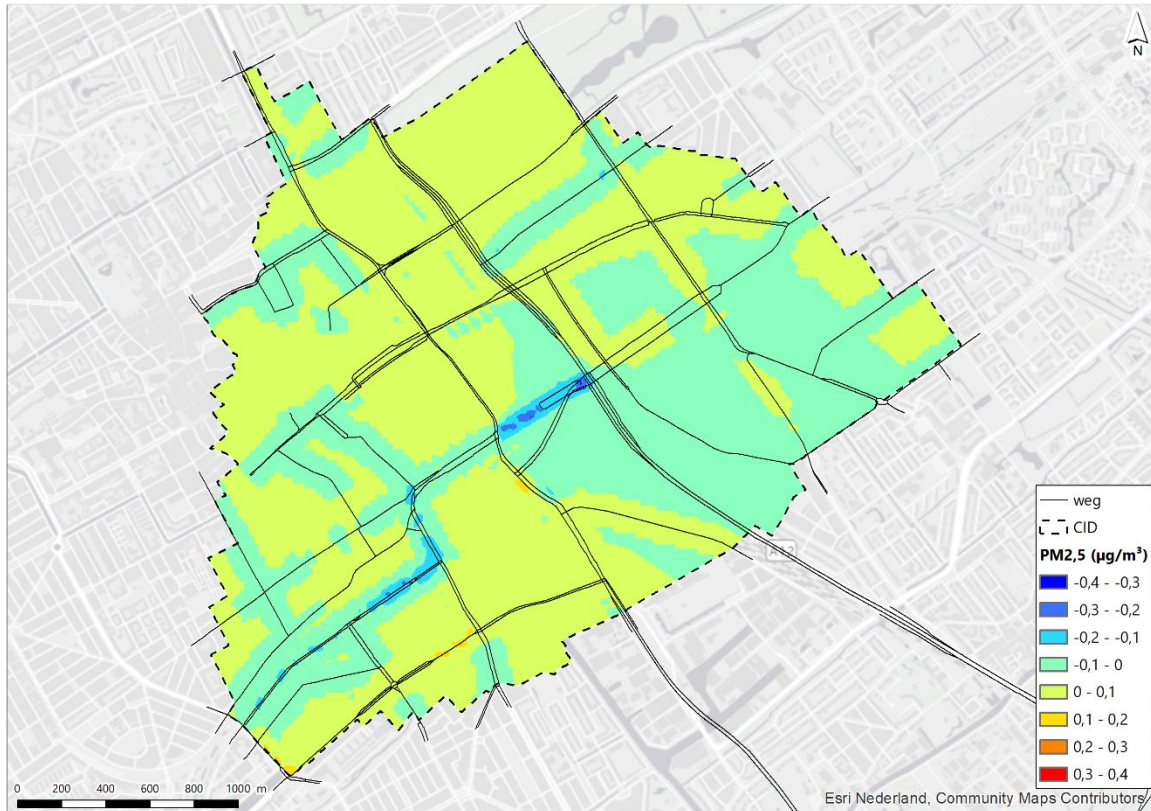 N
A12
weg
CID
PM2,5 (µg/m³)
-0,4 - -0,3
-0,3 - -0,2
-0,2 - -0,1
-0,1 - 0
0 - 0,1
0,1 - 0,2
0,2 - 0,3
0,3 - 0,4
0 200 400 600 800 1000 m
Esri Nederland, Community Maps Contributors